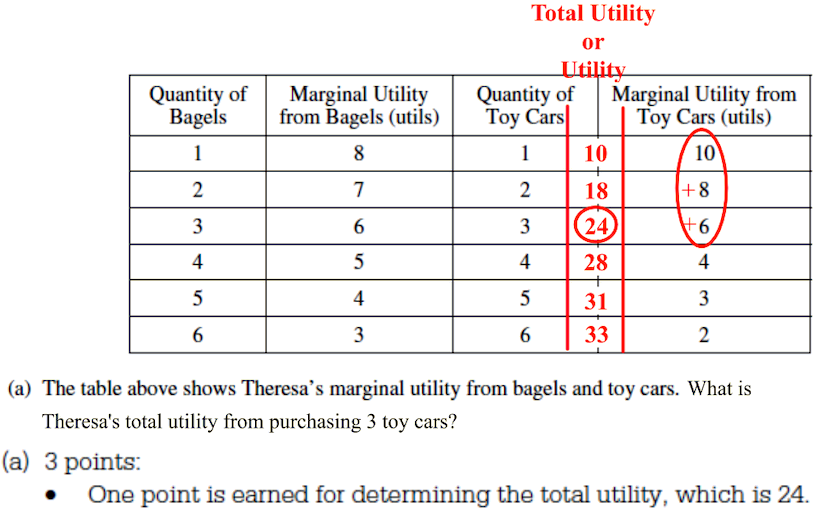 Total Utility
or
Utility
Quantity of Bagels Marginal Utility from Bagels (utils) Quantity of Toy Cars Marginal Utility from Toy Cars (utils)
1 8 1 10 10
2 7 2 18 +8
3 6 3 24 +6
4 5 4 28 4
5 4 5 31 3
6 3 6 33 2
(a) The table above shows Theresa's marginal utility from bagels and toy cars. What is
Theresa's total utility from purchasing 3 toy cars?
(a) 3 points:
• One point is earned for determining the total utility, which is 24.